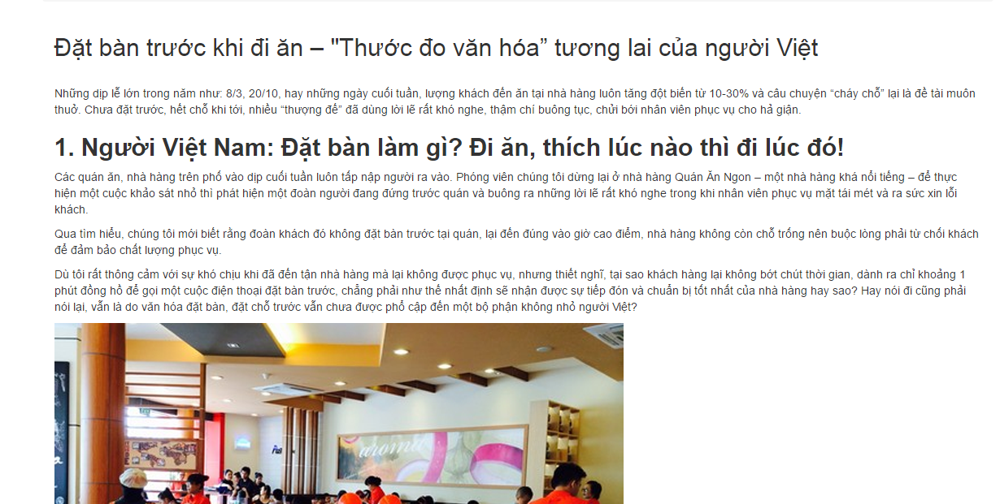 Đặt bàn trước khi đi ăn – "Thước đo văn hóa” tương lai của người Việt
Những dịp lễ lớn trong năm như: 8/3, 20/10, hay những ngày cuối tuần, lượng khách đến ăn tại nhà hàng luôn tăng đột biến từ 10-30% và câu chuyện “cháy chỗ” lại là đề tài muôn
thuở. Chưa đặt trước, hết chỗ khi tới, nhiều “thượng đế” đã dùng lời lẽ rất khó nghe, thậm chí buông tục, chửi bới nhân viên phục vụ cho hả giận.
1. Người Việt Nam: Đặt bàn làm gì? Đi ăn, thích lúc nào thì đi lúc đó!
Các quán ăn, nhà hàng trên phố vào dịp cuối tuần luôn tấp nập người ra vào. Phóng viên chúng tôi dừng lại ở nhà hàng Quán Ăn Ngon – một nhà hàng khá nổi tiếng – để thực
hiện một cuộc khảo sát nhỏ thì phát hiện một đoàn người đang đứng trước quán và buông ra những lời lẽ rất khó nghe trong khi nhân viên phục vụ mặt tái mét và ra sức xin lỗi
khách.
Qua tìm hiểu, chúng tôi mới biết rằng đoàn khách đó không đặt bàn trước tại quán, lại đến đúng vào giờ cao điểm, nhà hàng không còn chỗ trống nên buộc lòng phải từ chối khách
để đảm bảo chất lượng phục vụ.
Dù tôi rất thông cảm với sự khó chịu khi đã đến tận nhà hàng mà lại không được phục vụ, nhưng thiết nghĩ, tại sao khách hàng lại không bớt chút thời gian, dành ra chỉ khoảng 1
phút đồng hồ để gọi một cuộc điện thoại đặt bàn trước, chẳng phải như thế nhất định sẽ nhận được sự tiếp đón và chuẩn bị tốt nhất của nhà hàng hay sao? Hay nói đi cũng phải
nói lại, vẫn là do văn hóa đặt bàn, đặt chỗ trước vẫn chưa được phổ cập đến một bộ phận không nhỏ người Việt?
aroma